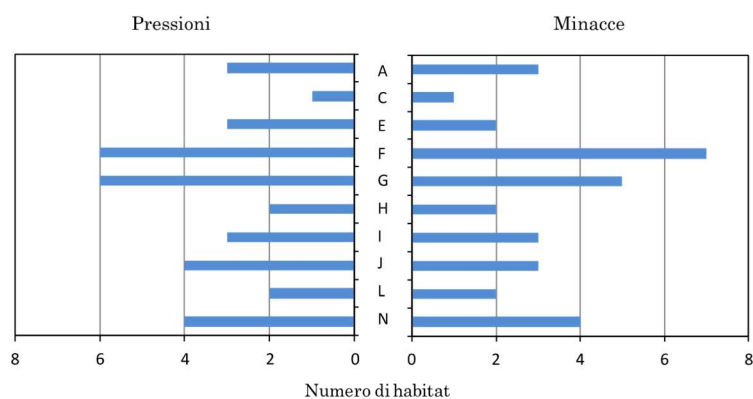 Pressioni Minacce
A
C
E
F
G
H
I
J
L
N
8 6 4 2 0 0 2 4 6 8
Numero di habitat